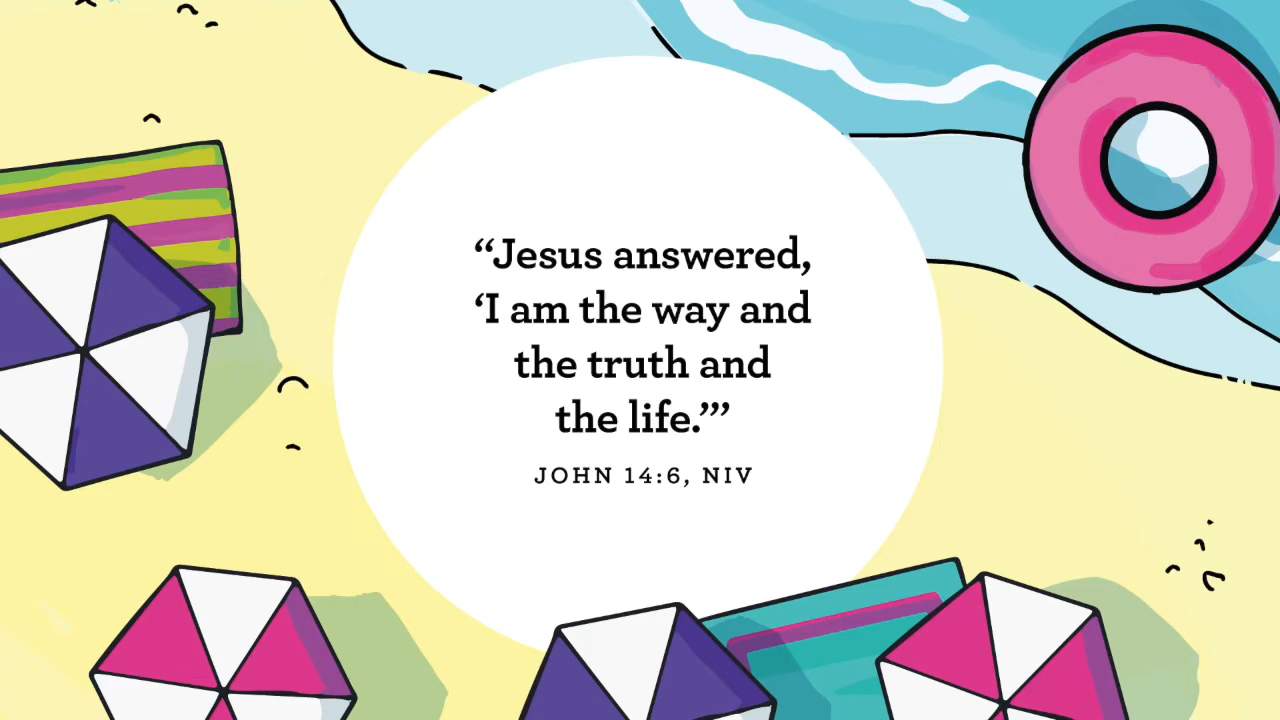 “Jesus answered,
‘I am the way and
the truth and
the life.’”
JOHN 14:6, NIV